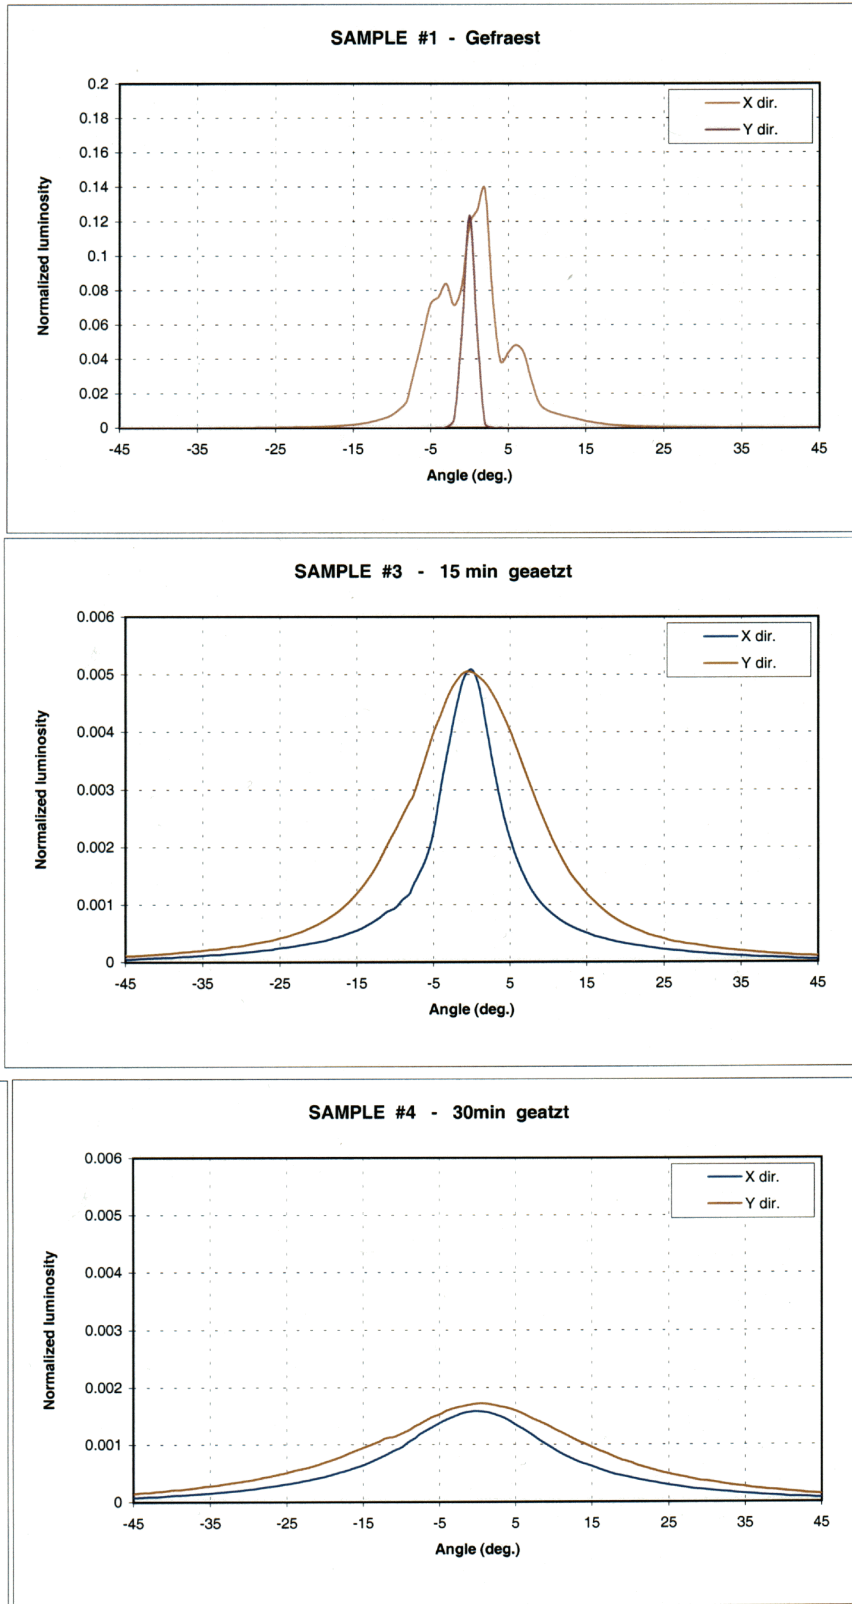 SAMPLE #1 - Gefraest
0.2
0.18
0.16
0.14
0.12
0.1
0.08
0.06
0.04
0.02
0
Normalized luminosity
X dir.
Y dir.
-45 -35 -25 -15 -5 5 15 25 35 45
Angle (deg.)
SAMPLE #3 - 15 min geaetzt
0.006
0.005
0.004
0.003
0.002
0.001
0
Normalized luminosity
X dir.
Y dir.
-45 -35 -25 -15 -5 5 15 25 35 45
Angle (deg.)
SAMPLE #4 - 30min geatzt
0.006
0.005
0.004
0.003
0.002
0.001
0
Normalized luminosity
X dir.
Y dir.
-45 -35 -25 -15 -5 5 15 25 35 45
Angle (deg.)